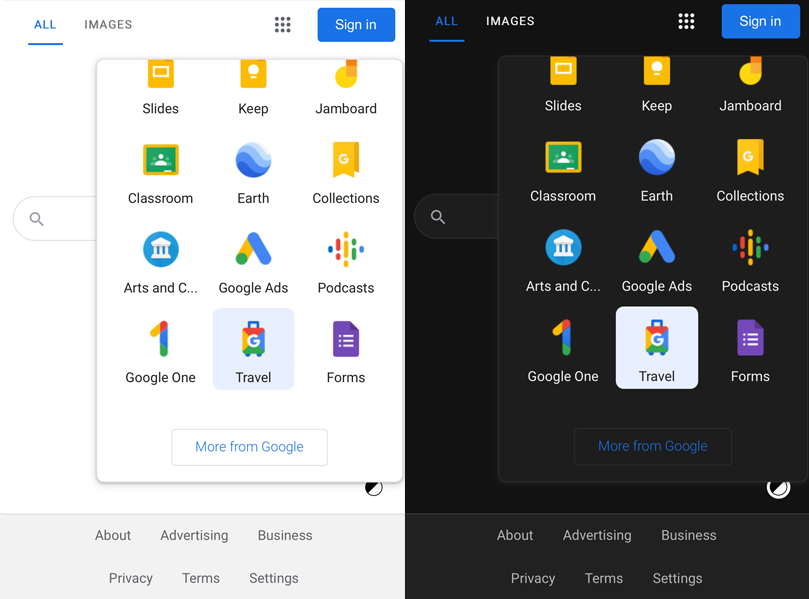 ALL IMAGES Sign in
Slides Keep Jamboard
Classroom Earth Collections
Arts and C... Google Ads Podcasts
Google One Travel Forms
More from Google
About Advertising Business
Privacy Terms Settings
ALL IMAGES Sign in
Slides Keep Jamboard
Classroom Earth Collections
Arts and C... Google Ads Podcasts
Google One Travel Forms
More from Google
About Advertising Business
Privacy Terms Settings